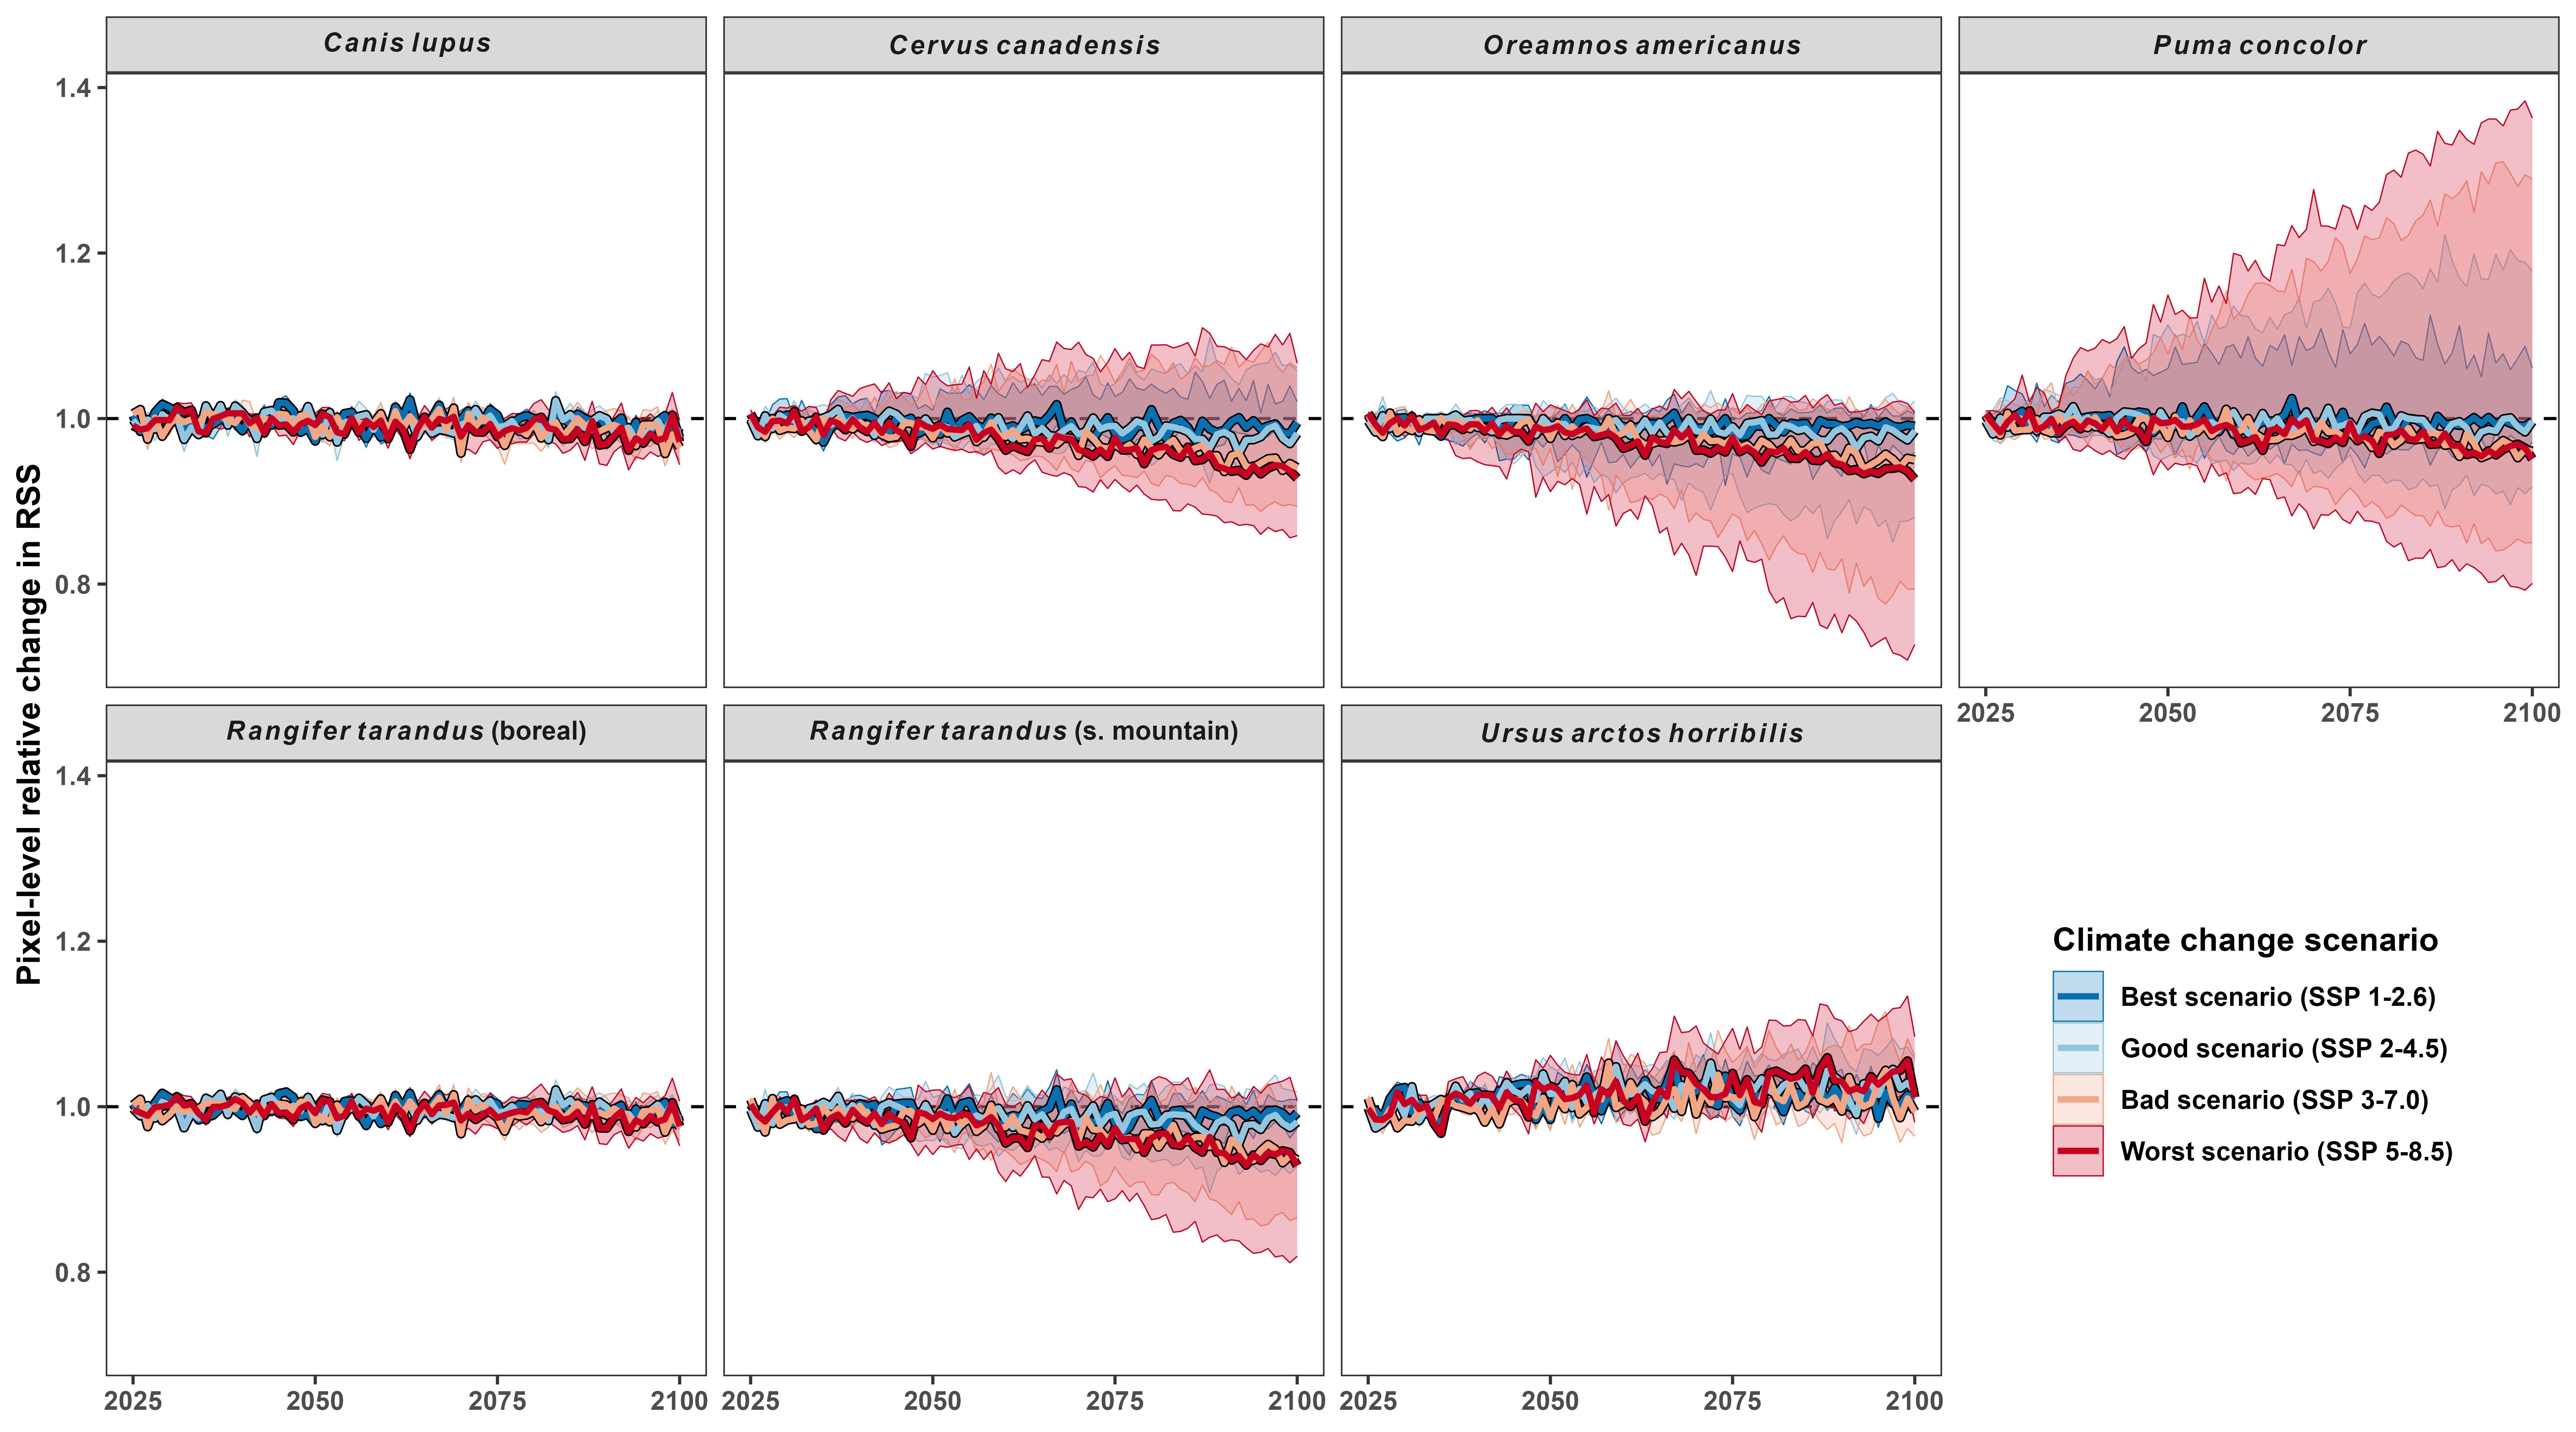 Canis lupus
Cervus canadensis
Oreamnos americanus
Puma concolor
1.4
1.2
1.0
0.8
2025 2050 2075 2100
Pixel-level relative change in RSS
Rangifer tarandus (boreal)
Rangifer tarandus (s. mountain)
Ursus arctos horribilis
1.4
1.2
1.0
0.8
2025 2050 2075 2100
2025 2050 2075 2100
2025 2050 2075 2100
Climate change scenario
Best scenario (SSP 1-2.6)
Good scenario (SSP 2-4.5)
Bad scenario (SSP 3-7.0)
Worst scenario (SSP 5-8.5)